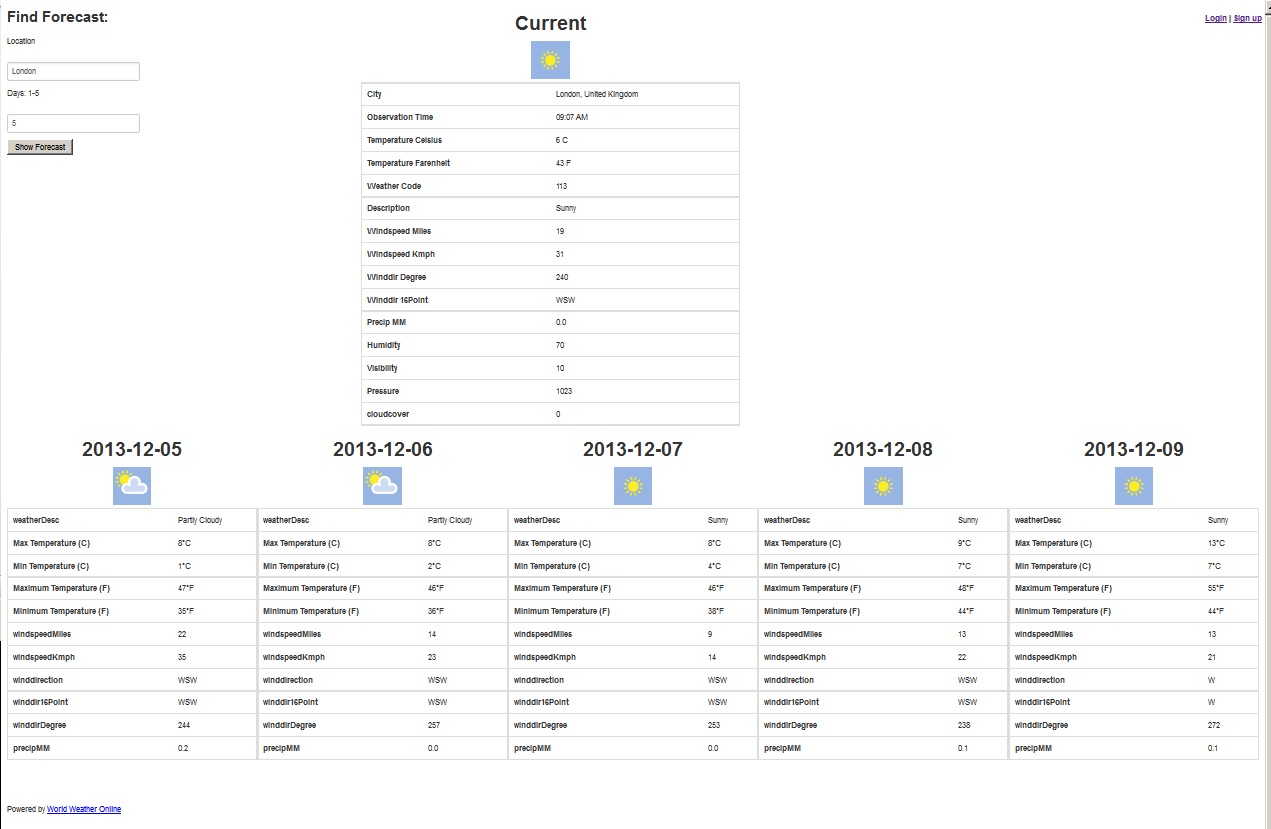 Find Forecast:
Location
London
Days: 1-5
5
Show Forecast
Current
Login | Sign up
City London, United Kingdom
Observation Time 09:07 AM
Temperature Celsius 6 C
Temperature Farenheit 43 F
Weather Code 113
Description Sunny
Windspeed Miles 19
Windspeed Kmph 31
Winddir Degree 240
Winddir 16Point WSW
Precip MM 0.0
Humidity 70
Visibility 10
Pressure 1023
cloudcover 0
2013-12-05 2013-12-06 2013-12-07 2013-12-08 2013-12-09
weatherDesc Partly Cloudy weatherDesc Partly Cloudy weatherDesc Sunny weatherDesc Sunny weatherDesc Sunny
Max Temperature (C) 8°C Max Temperature (C) 8°C Max Temperature (C) 8°C Max Temperature (C) 9°C Max Temperature (C) 13°C
Min Temperature (C) 1°C Min Temperature (C) 2°C Min Temperature (C) 4°C Min Temperature (C) 7°C Min Temperature (C) 7°C
Maximum Temperature (F) 47°F Maximum Temperature (F) 46°F Maximum Temperature (F) 46°F Maximum Temperature (F) 48°F Maximum Temperature (F) 55°F
Minimum Temperature (F) 35°F Minimum Temperature (F) 36°F Minimum Temperature (F) 38°F Minimum Temperature (F) 44°F Minimum Temperature (F) 44°F
windspeedMiles 22 windspeedMiles 14 windspeedMiles 9 windspeedMiles 13 windspeedMiles 13
windspeedKmph 35 windspeedKmph 23 windspeedKmph 14 windspeedKmph 22 windspeedKmph 21
winddirection WSW winddirection WSW winddirection WSW winddirection WSW winddirection W
winddir16Point WSW winddir16Point WSW winddir16Point WSW winddir16Point WSW winddir16Point W
winddirDegree 244 winddirDegree 257 winddirDegree 253 winddirDegree 238 winddirDegree 272
precipMM 0.2 precipMM 0.0 precipMM 0.0 precipMM 0.1 precipMM 0.1
Powered by World Weather Online